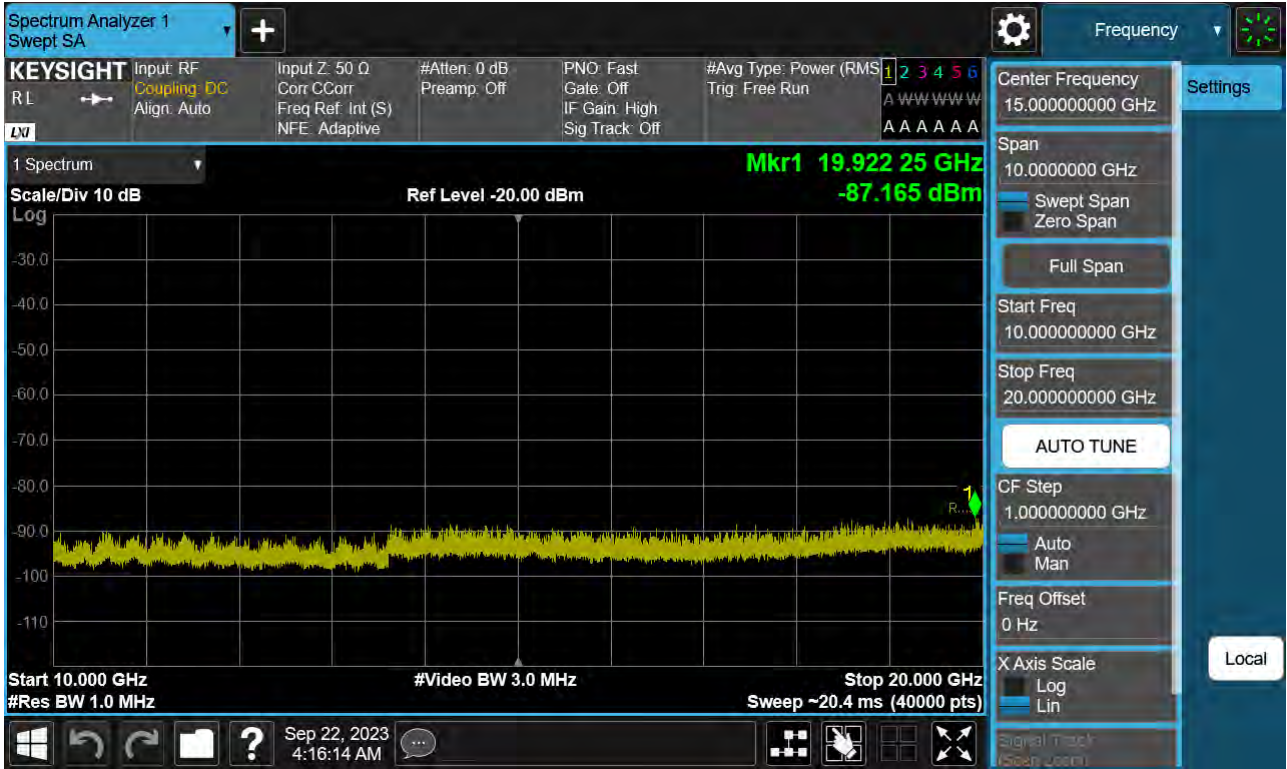 Spectrum Analyzer 1
Swept SA
Frequency
KEYSIGHT
R L
LXI
Input: RF
Coupling: DC
Align: Auto
Input Z: 50 Ω
Corr CCorr
Freq Ref: Int (S)
NFE: Adaptive
#Atten: 0 dB
Preamp: Off
PNO: Fast
Gate: Off
IF Gain: High
Sig Track: Off
#Avg Type: Power (RMS
Trig: Free Run
1 2 3 4 5 6
A W W W W W
A A A A A A
1 Spectrum
Scale/Div 10 dB
Log
Ref Level -20.00 dBm
Mkr1 19.922 25 GHz
-87.165 dBm
-30.0
-40.0
-50.0
-60.0
-70.0
-80.0
-90.0
-100
-110
1
R...
Start 10.000 GHz
#Res BW 1.0 MHz
#Video BW 3.0 MHz
Stop 20.000 GHz
Sweep ~20.4 ms (40000 pts)
Center Frequency
15.000000000 GHz
Span
10.0000000 GHz
Swept Span
Zero Span
Full Span
Start Freq
10.000000000 GHz
Stop Freq
20.000000000 GHz
AUTO TUNE
CF Step
1.000000000 GHz
Auto
Man
Freq Offset
0 Hz
X Axis Scale
Log
Lin
Signal Track
(Span Zoom)
Settings
Local
?
Sep 22, 2023
4:16:14 AM